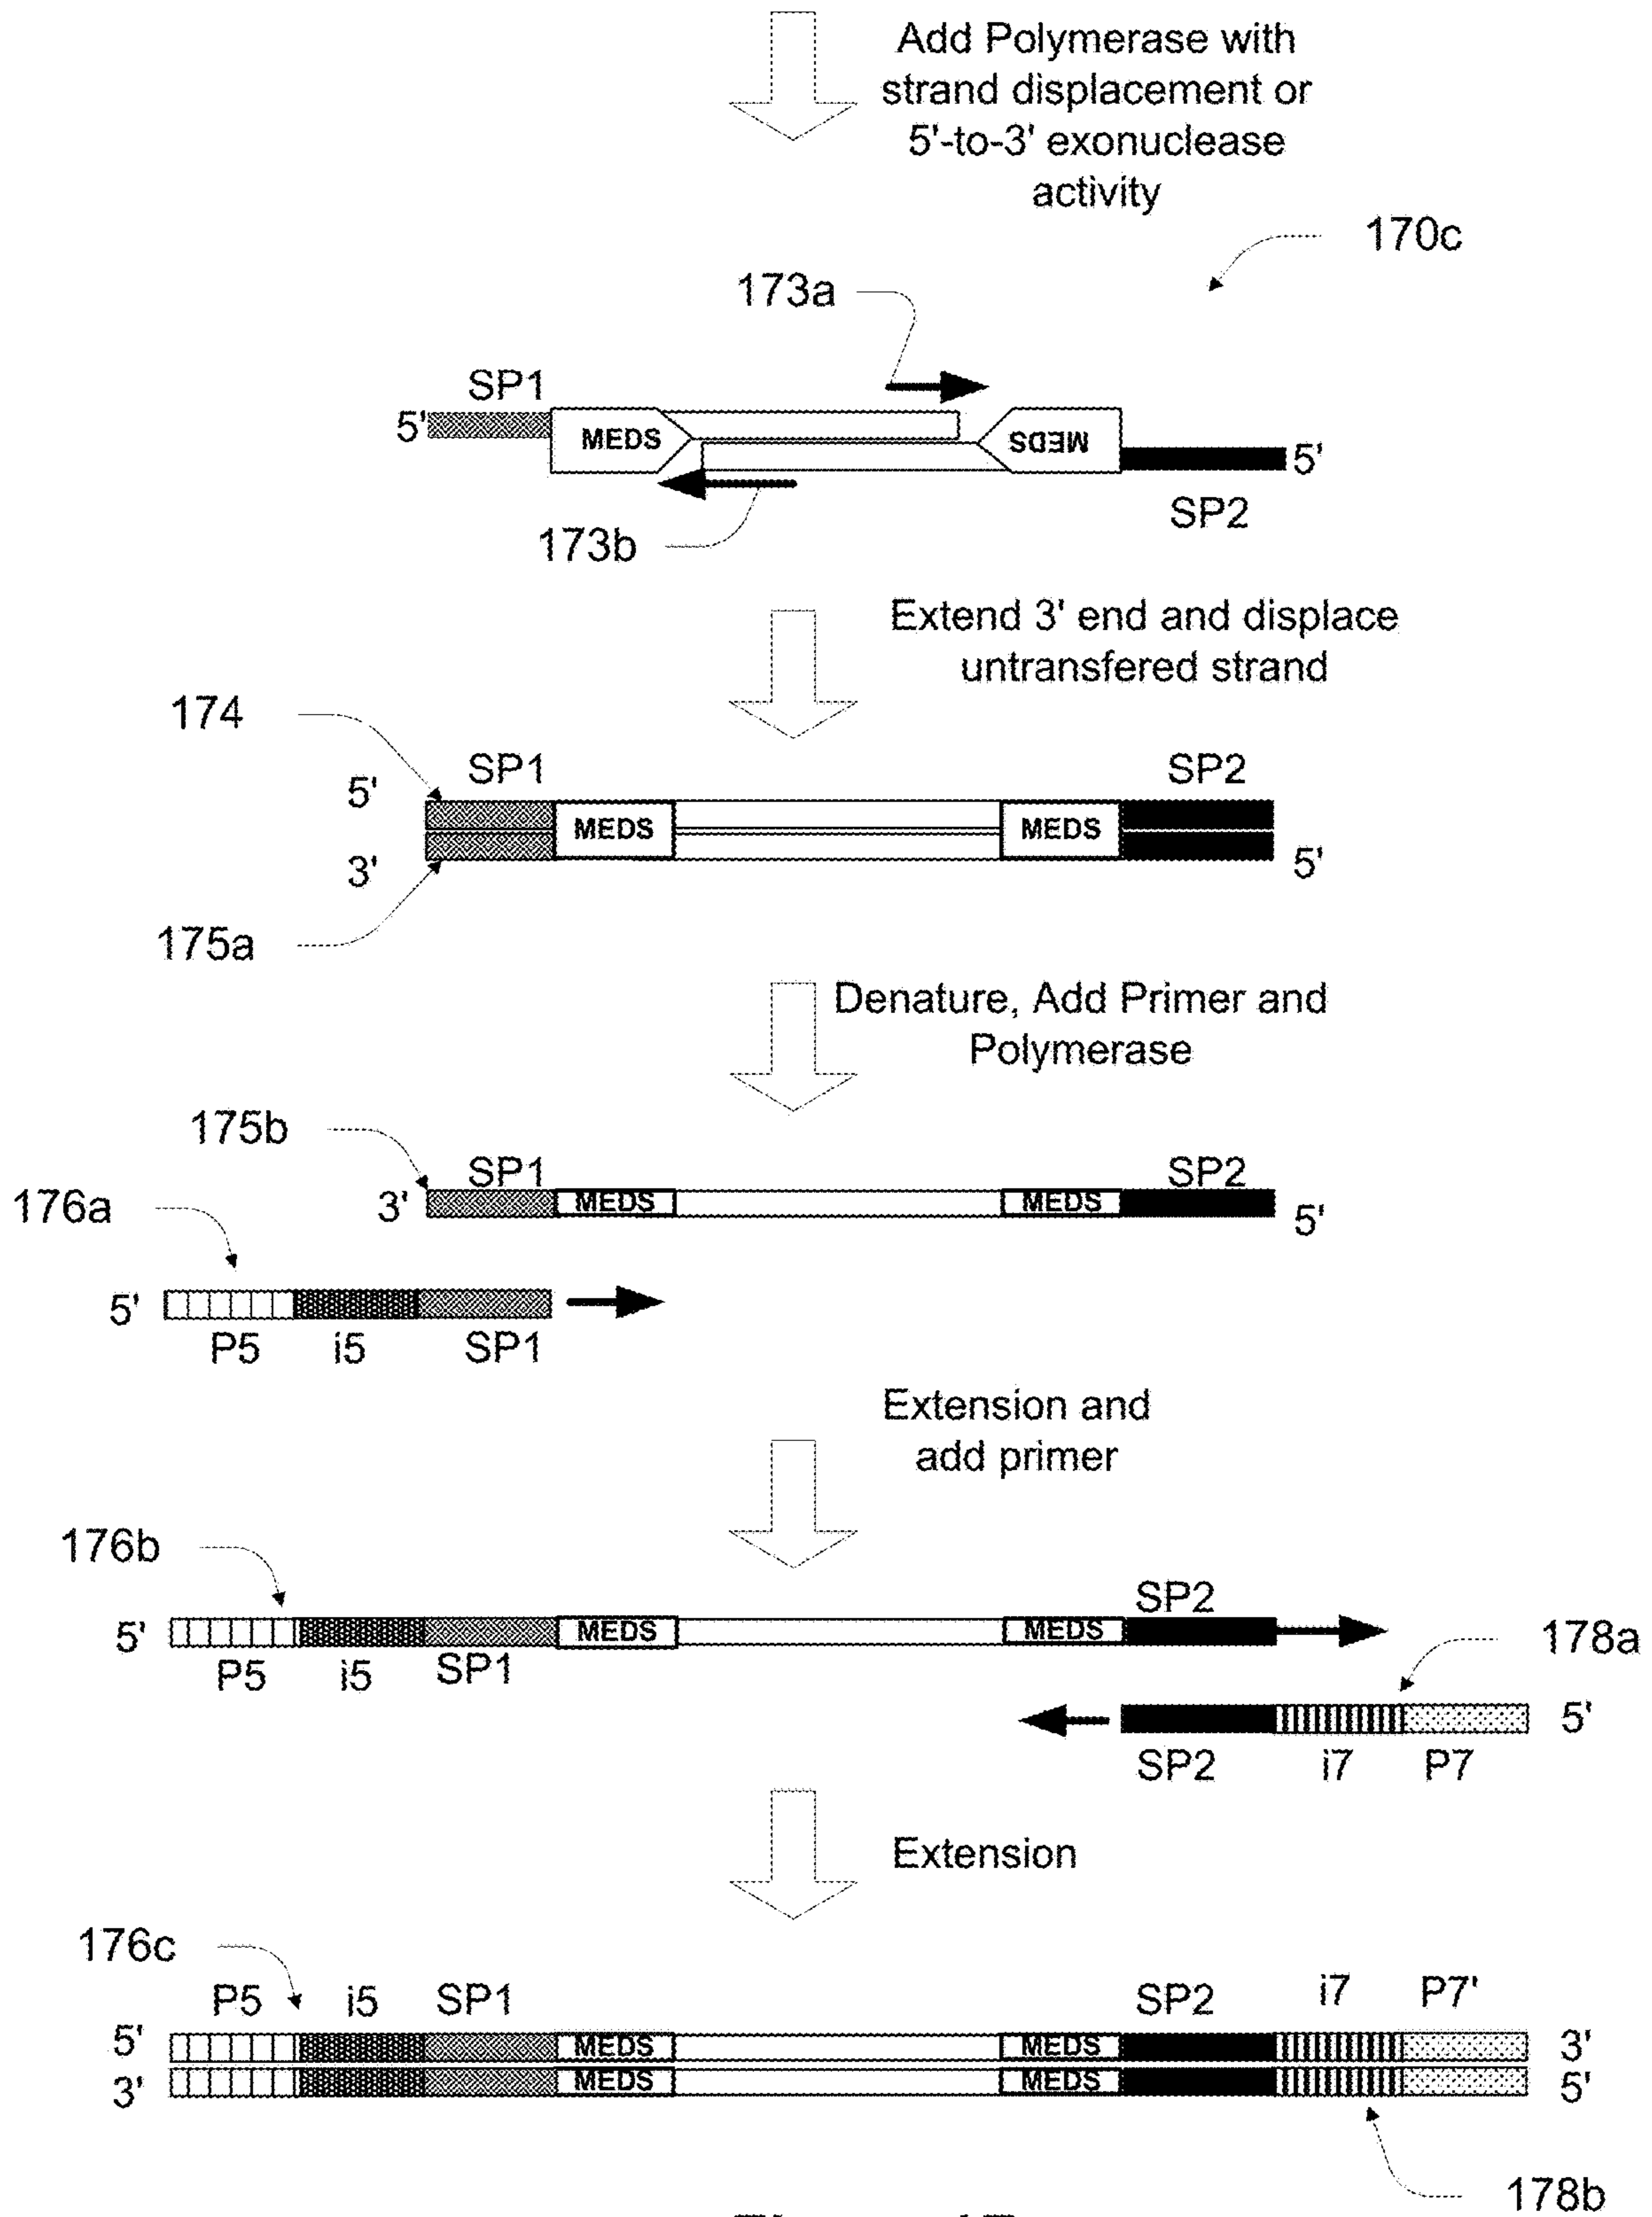 Add Polymerase with
strand displacement or
5'-to-3' exonuclease
activity
170c
173a
SP1
5'
MEDS
MEDS
5'
SP2
173b
Extend 3' end and displace
untransfered strand
174
SP1
SP2
5'
MEDS
MEDS
3'
5'
175a
Denature, Add Primer and
Polymerase
175b
SP1
SP2
176a
3'
MEDS
MEDS
5'
5'
P5 i5 SP1
Extension and
add primer
176b
SP2
5'
MEDS
MEDS
178a
P5 i5 SP1
5'
SP2 i7 P7
Extension
176c
P5 i5 SP1 SP2 i7 P7'
5' MEDS MEDS 3'
3' MEDS MEDS 5'
178b